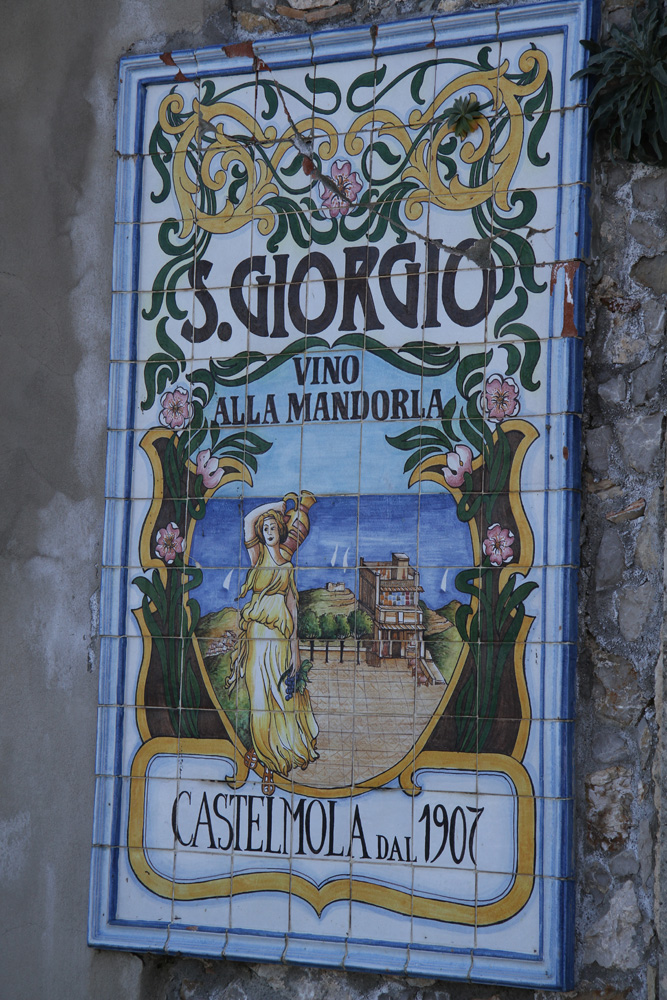 S. GIORGIO
VINO
ALLA MANDORLA
CASTELMOLA DAL 1907